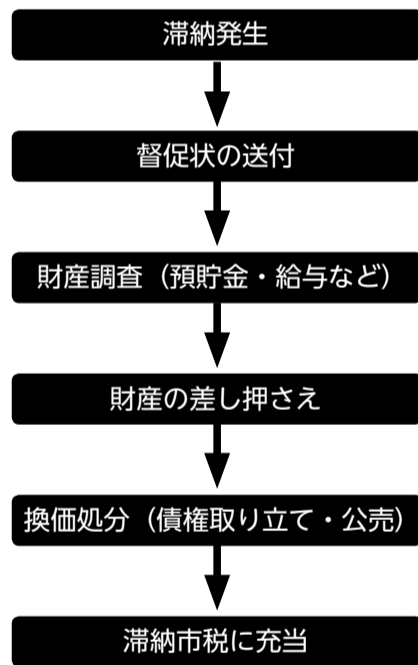 滞納発生
督促状の送付
財産調査（預貯金・給与など）
財産の差し押さえ
換価処分（債権取り立て・公売）
滞納市税に充当